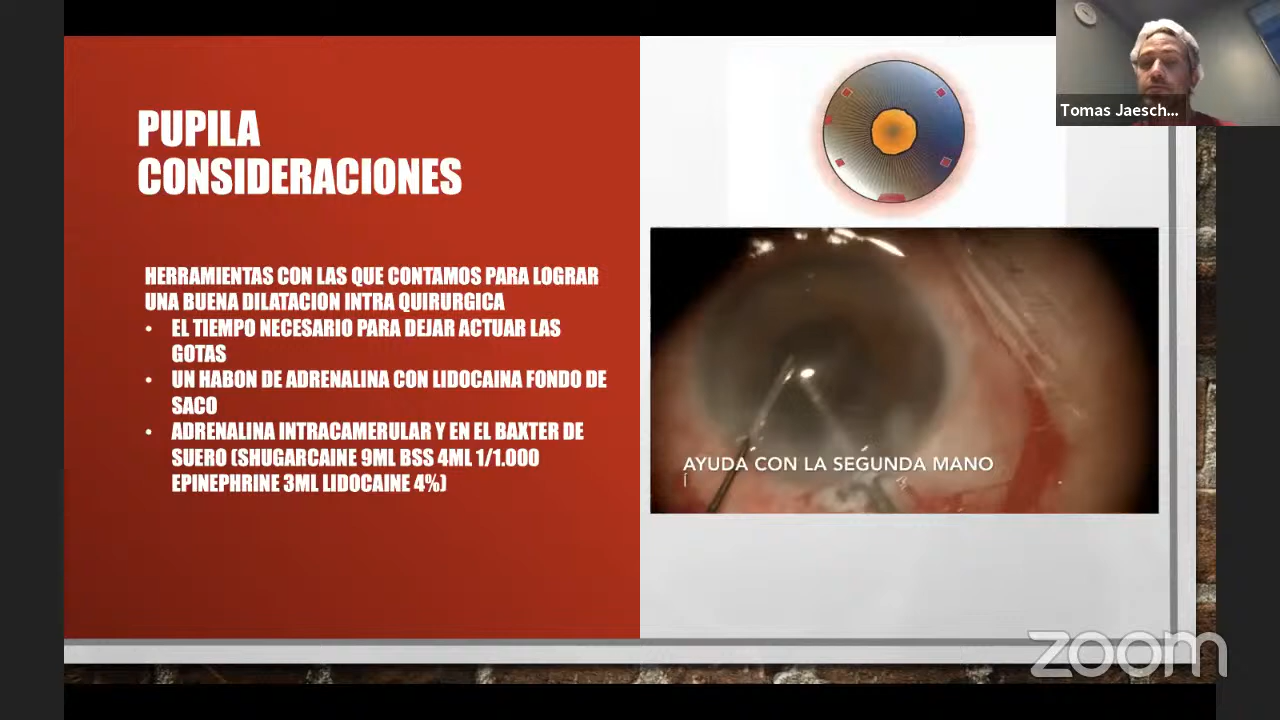 PUPILA
CONSIDERACIONES
HERRAMIENTAS CON LAS QUE CONTAMOS PARA LOGRAR
UNA BUENA DILATACION INTRA QUIRURGICA
• EL TIEMPO NECESARIO PARA DEJAR ACTUAR LAS
GOTAS
• UN HABON DE ADRENALINA CON LIDOCAINA FONDO DE
SACO
• ADRENALINA INTRACAMERULAR Y EN EL BAXTER DE
SUERO (SHUGARCAINE 9ML BSS 4ML 1/1.000
EPINEPHRINE 3ML LIDOCAINE 4%)
Tomas Jaesch...
AYUDA CON LA SEGUNDA MANO
zoom